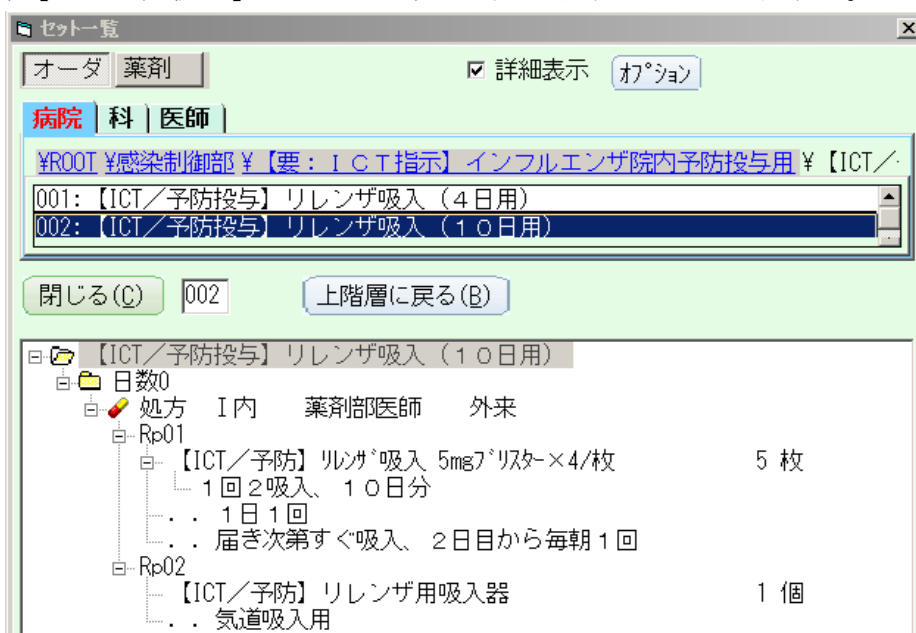 セット一覧
オーダ 薬剤 詳細表示 ｵﾌﾟｼｮﾝ
病院 科 医師
¥ROOT ¥感染制御部 ¥【要：ＩＣＴ指示】インフルエンザ院内予防投与用 ¥【ICT／
001:【ICT／予防投与】リレンザ吸入（４日用）
002:【ICT／予防投与】リレンザ吸入（１０日用）
閉じる(C) 002 上階層に戻る(B)
【ICT／予防投与】リレンザ吸入（１０日用）
日数0
処方 Ｉ内 薬剤部医師 外来
Rp01
【ICT／予防】ﾘﾚﾝｻﾞ吸入 5mgﾌﾞﾘｽﾀｰ×4/枚 5 枚
１回２吸入、１０日分
．．１日１回
．．届き次第すぐ吸入、２日目から毎朝１回
Rp02
【ICT／予防】リレンザ用吸入器 1 個
．．気道吸入用